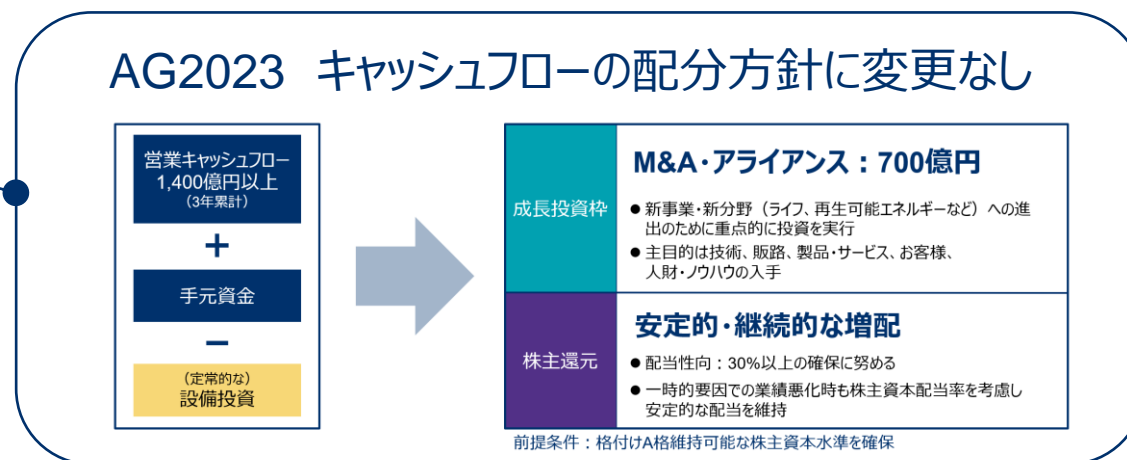 AG2023 キャッシュフローの配分方針に変更なし
営業キャッシュフロー
1,400億円以上
(3年累計)
+
手元資金
−
(定常的な)
設備投資
成長投資枠
M&A・アライアンス：700億円
● 新事業・新分野（ライフ、再生可能エネルギーなど）への進
出のために重点的に投資を実行
● 主目的は技術、販路、製品・サービス、お客様、
人財・ノウハウの入手
株主還元
安定的・継続的な増配
● 配当性向：30%以上の確保に努める
● 一時的要因での業績悪化時も株主資本配当率を考慮し
安定的な配当を維持
前提条件：格付けA格維持可能な株主資本水準を確保